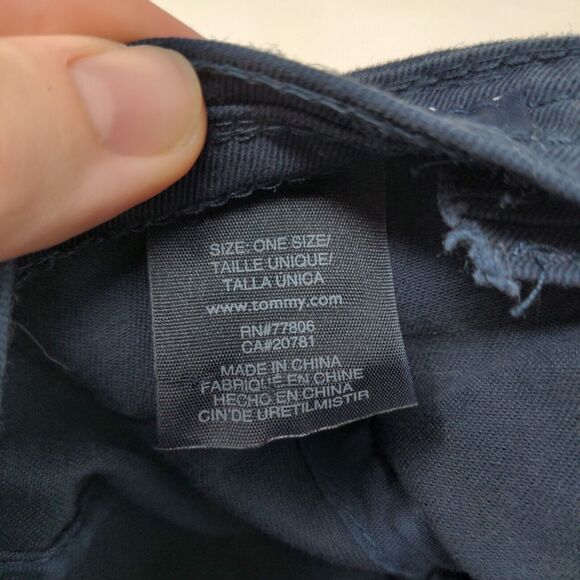 SIZE: ONE SIZE/
TAILLE UNIQUE/
TALLA UNICA
www.tommy.com
RN#77806
CA#20781
MADE IN CHINA
FABRIQUE EN CHINE
HECHO EN CHINA
CIN'DE URETILMISTIR